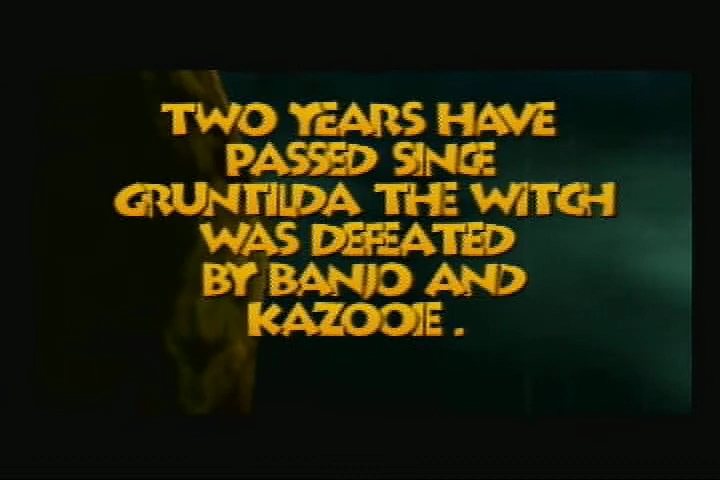 TWO YEARS HAVE
PASSED SINCE
GRUNTILDA THE WITCH
WAS DEFEATED
BY BANJO AND
KAZOOIE .